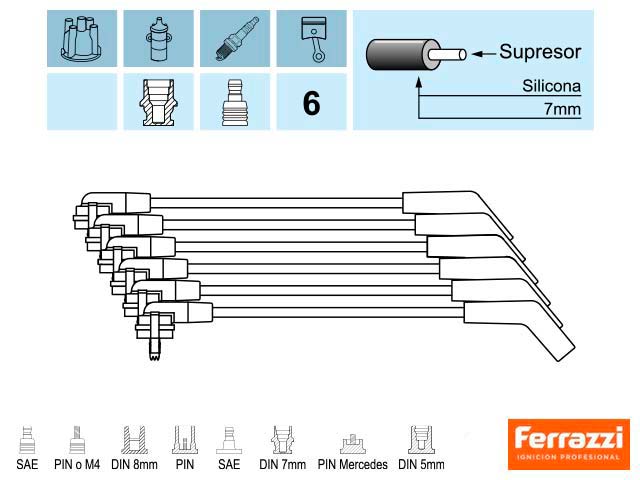 Supresor
Silicona
7mm
6
SAE PIN o M4 DIN 8mm PIN SAE DIN 7mm PIN Mercedes DIN 5mm
Ferrazzi
IGNICION PROFESIONAL